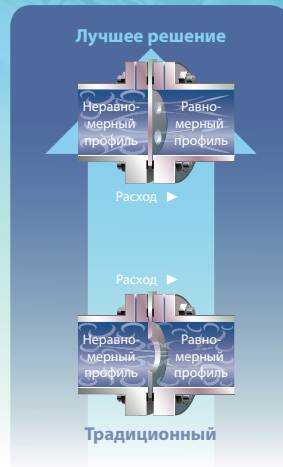 Лучшее решение
Неравно-
мерный
профиль
Равно-
мерный
профиль
Расход ►
Расход ►
Неравно-
мерный
профиль
Равно-
мерный
профиль
Традиционный